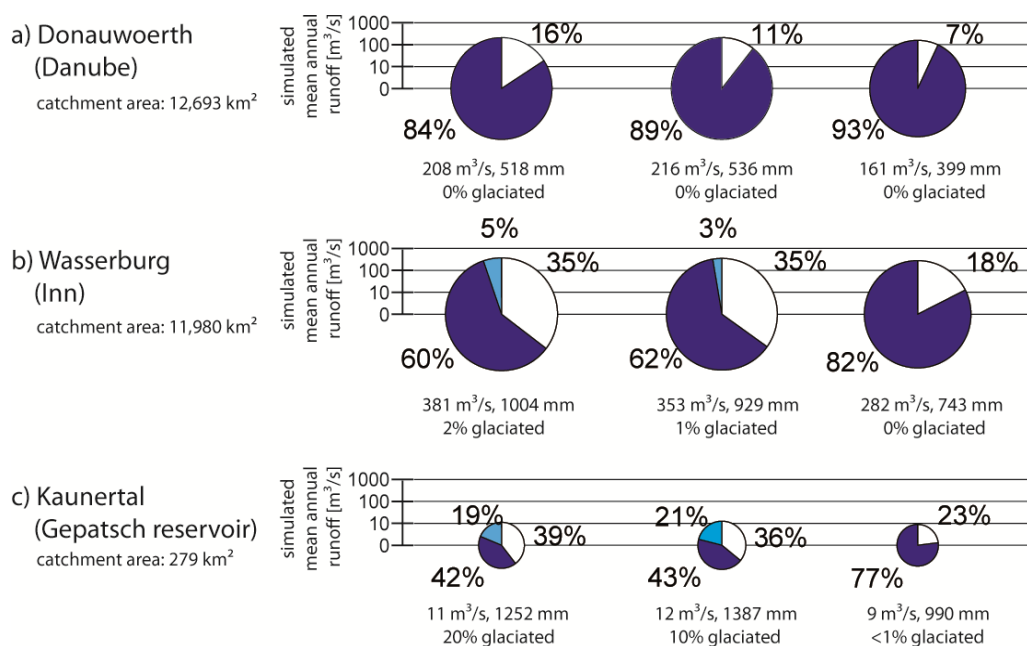 a) Donauwoerth
(Danube)
catchment area: 12,693 km²
simulated
mean annual
runoff [m³/s]
1000
100
10
0
16%
84%
208 m³/s, 518 mm
0% glaciated
11%
89%
216 m³/s, 536 mm
0% glaciated
7%
93%
161 m³/s, 399 mm
0% glaciated
b) Wasserburg
(Inn)
catchment area: 11,980 km²
simulated
mean annual
runoff [m³/s]
1000
100
10
0
5%
35%
60%
381 m³/s, 1004 mm
2% glaciated
3%
35%
62%
353 m³/s, 929 mm
1% glaciated
18%
82%
282 m³/s, 743 mm
0% glaciated
c) Kaunertal
(Gepatsch reservoir)
catchment area: 279 km²
simulated
mean annual
runoff [m³/s]
1000
100
10
0
19%
39%
42%
11 m³/s, 1252 mm
20% glaciated
21%
36%
43%
12 m³/s, 1387 mm
10% glaciated
23%
77%
9 m³/s, 990 mm
<1% glaciated